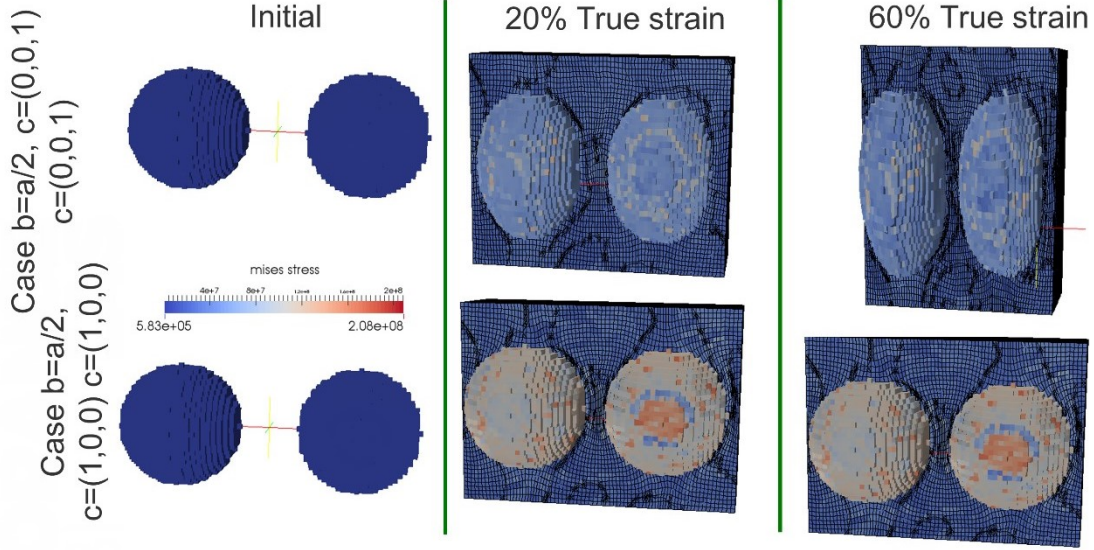 Initial
20% True strain
60% True strain
Case b=a/2, c=(0,0,1)
c=(0,0,1)
mises stress
4e+7 8e+7 2e+8
5.83e+05 2.08e+08
Case b=a/2,
c=(1,0,0) c=(1,0,0)